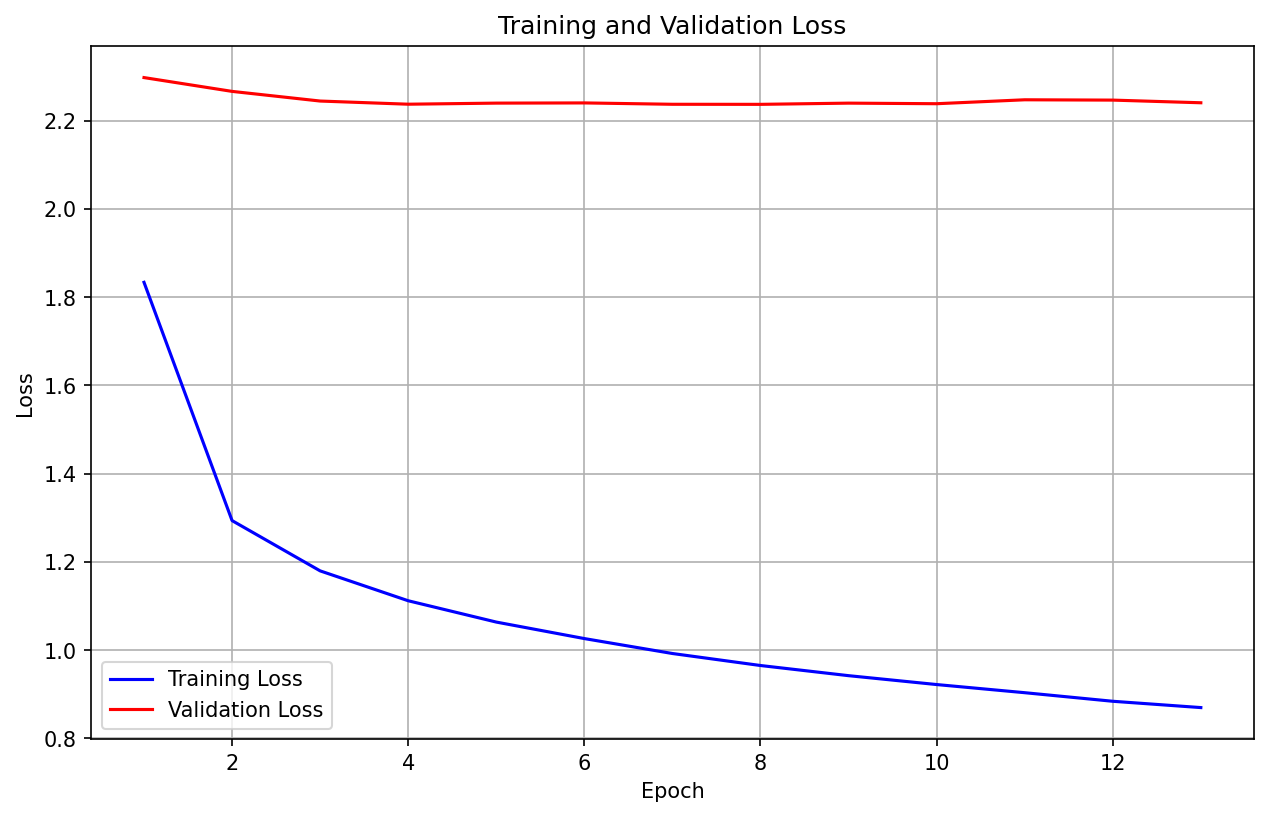 Training and Validation Loss
Loss
2.2
2.0
1.8
1.6
1.4
1.2
1.0
0.8
Training Loss
Validation Loss
2 4 6 8 10 12
Epoch